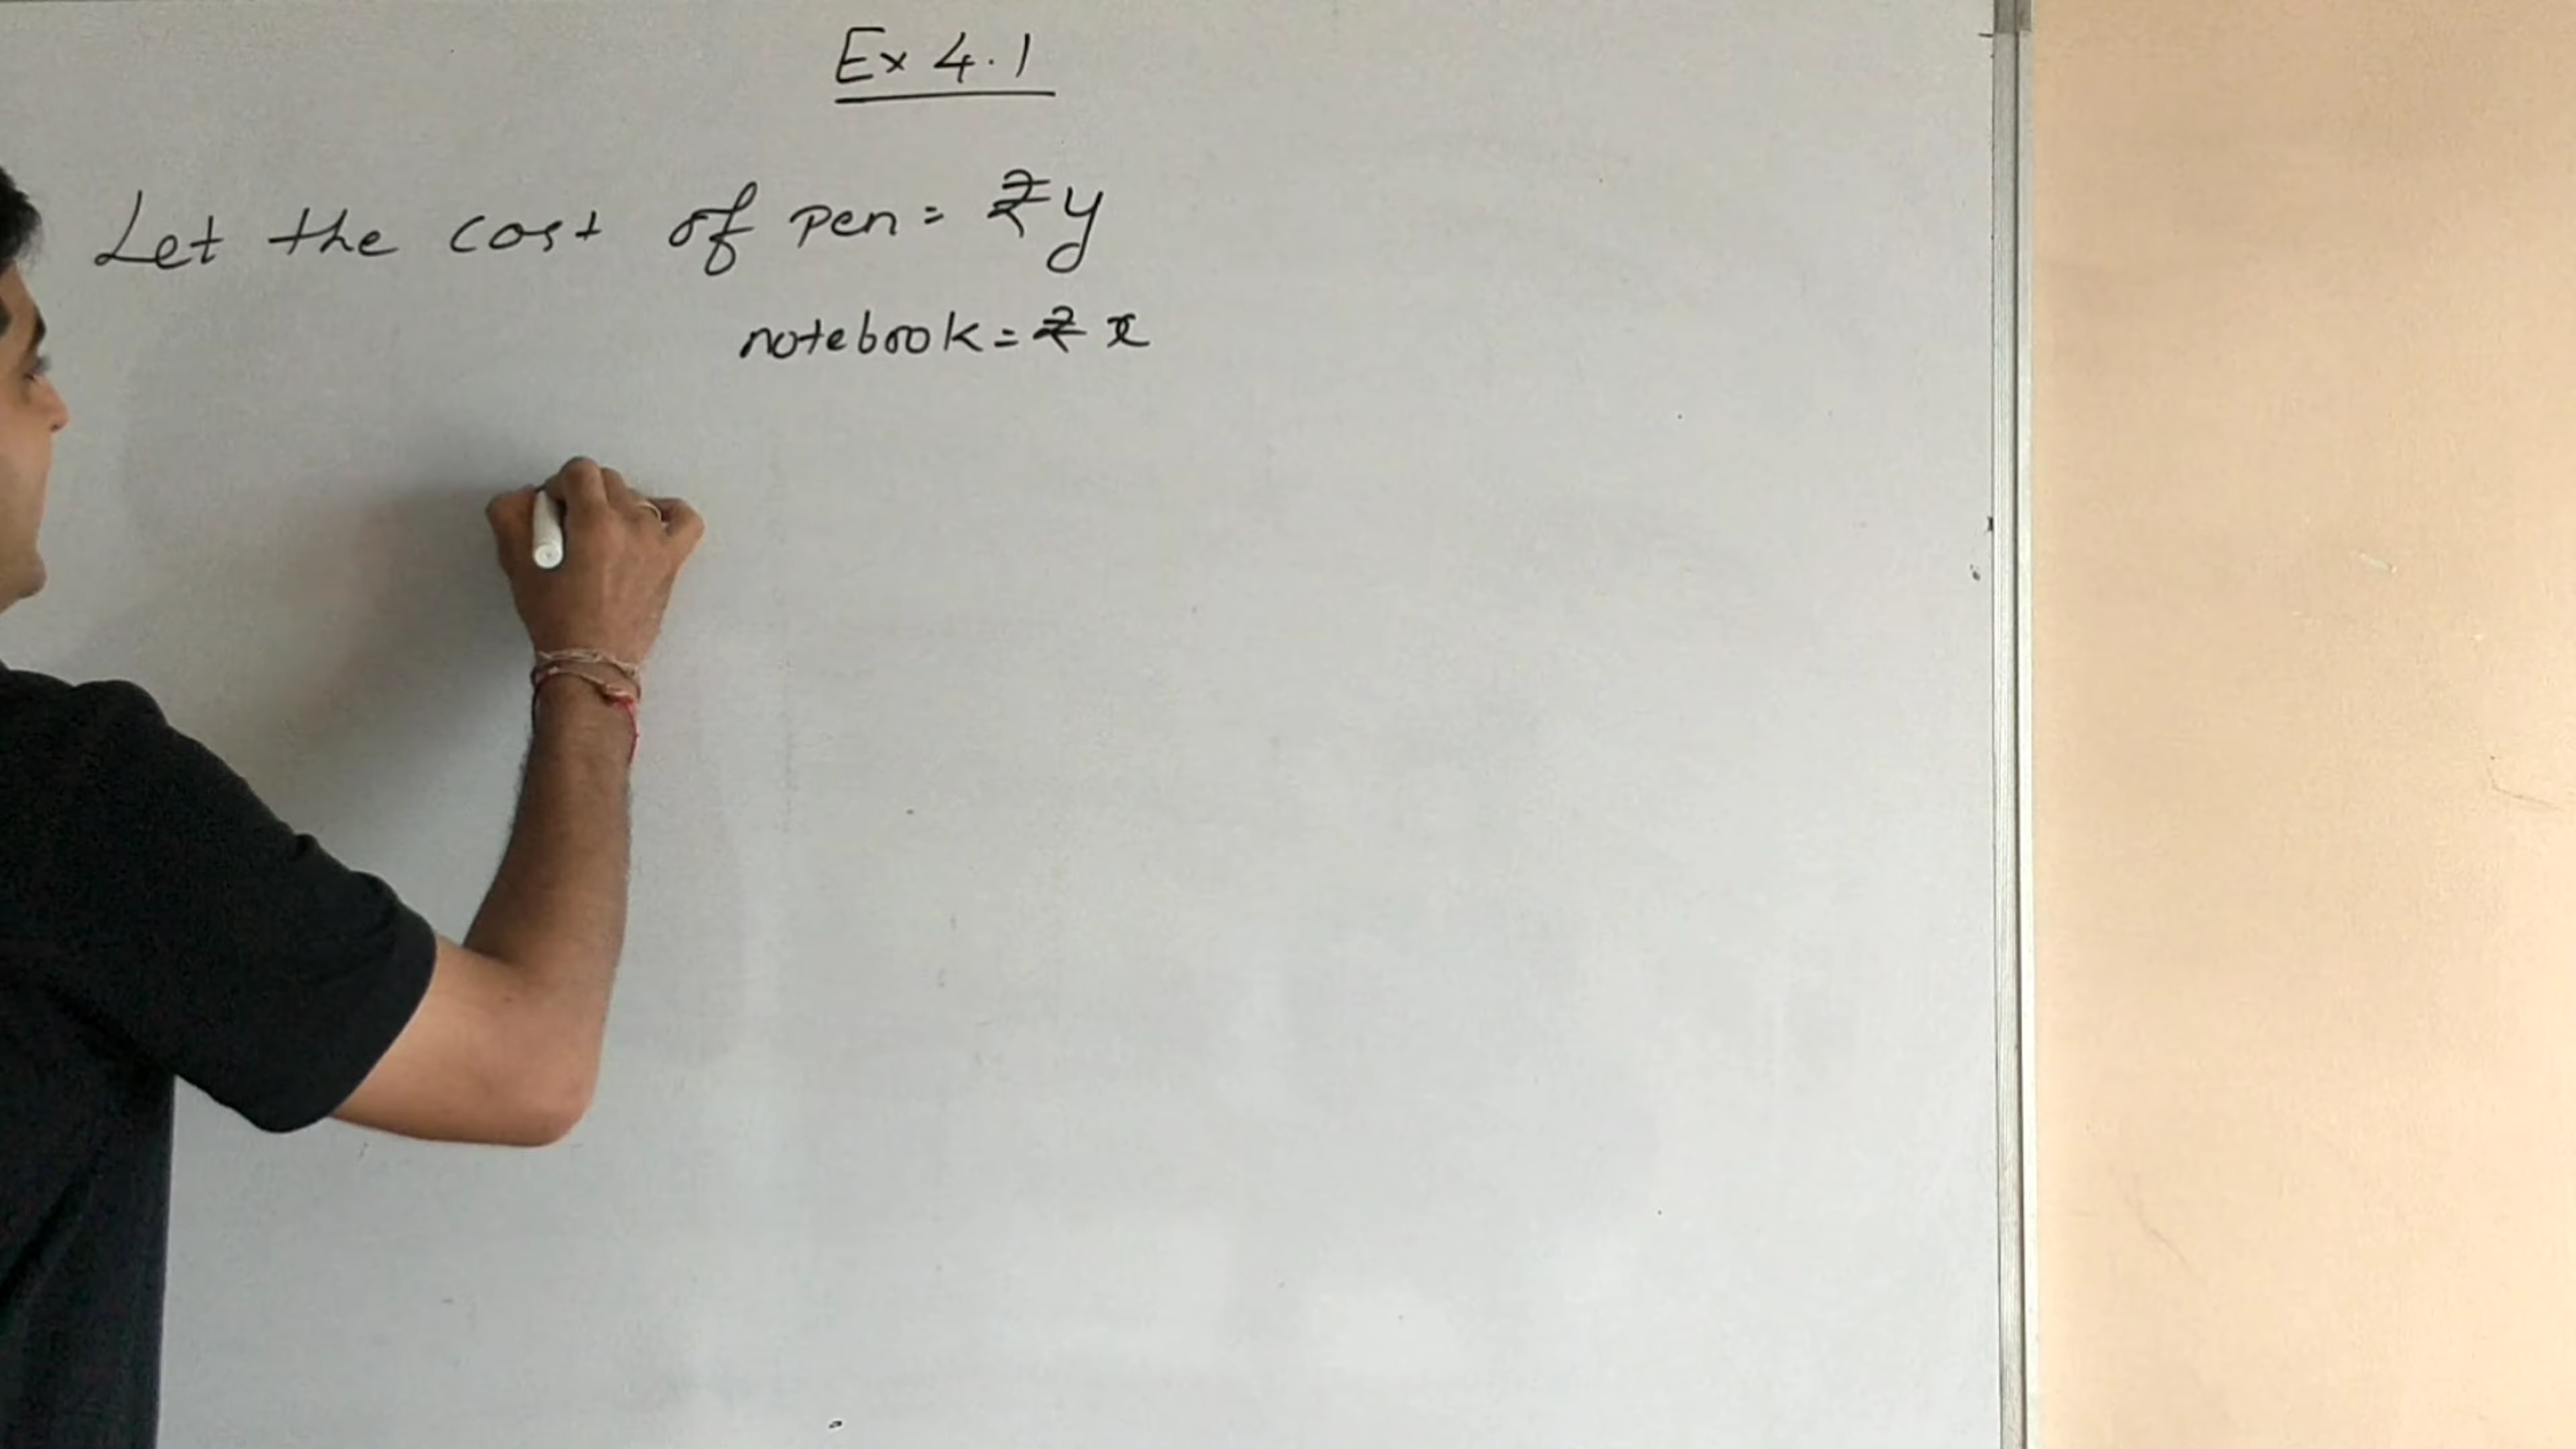 Ex 4.1
Let the cost of pen = ₹ y
notebook = ₹ x